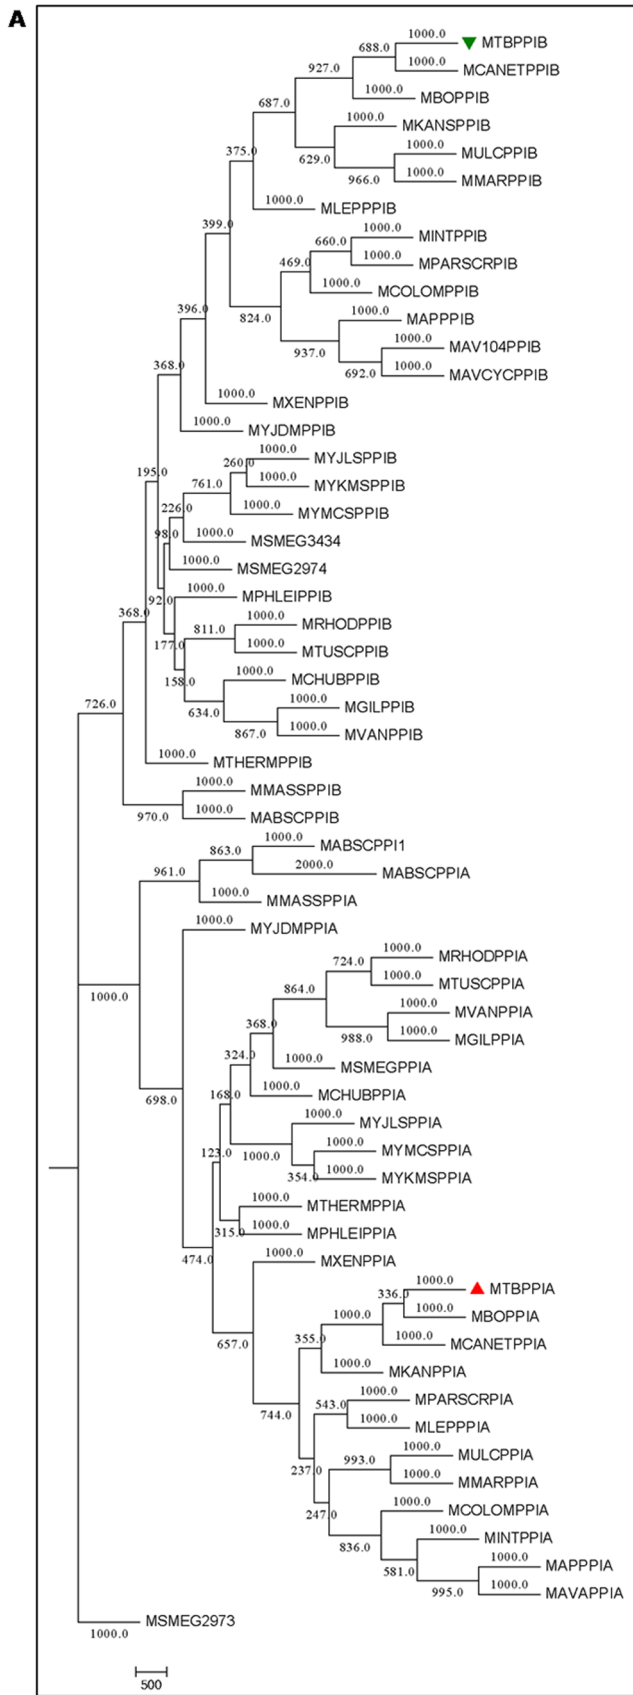 A
1000.0
MTBPPIB
688.0
1000.0
MCANETPPIB
927.0
1000.0
MBOPPIB
687.0
1000.0
MKANSPPIB
629.0
1000.0
MULCPPIB
966.0
1000.0
MMARPPIB
375.0
1000.0
MLEPPPIB
399.0
1000.0
MINTPPIB
660.0
1000.0
MPARSCRPIB
469.0
1000.0
MCOLOMPPIB
824.0
1000.0
MAPPPIB
937.0
1000.0
MAV104PPIB
692.0
1000.0
MAVCYCPPIB
396.0
1000.0
MXENPPIB
368.0
1000.0
MYJDMPPIB
195.0
1000.0
MYJLSPPIB
260.0
1000.0
MYKMSPPIB
761.0
1000.0
MYMCSPPIB
226.0
1000.0
MSMEG3434
98.0
1000.0
MSMEG2974
92.0
1000.0
MPHLEIPPIB
177.0
811.0
1000.0
MRHODPPIB
1000.0
MTUSCPPIB
158.0
1000.0
MCHUBPPIB
634.0
1000.0
MGILPPIB
867.0
1000.0
MVANPPIB
368.0
1000.0
MTHERMPPIB
726.0
1000.0
MMASSPPIB
970.0
1000.0
MABSCPPIB
1000.0
MABSCPPI1
863.0
2000.0
MABSCPPIA
961.0
1000.0
MMASSPPIA
1000.0
1000.0
MYJDMPPIA
698.0
1000.0
MRHODPPIA
724.0
1000.0
MTUSCPPIA
864.0
1000.0
MVANPPIA
988.0
1000.0
MGILPPIA
368.0
1000.0
MSMEGPPIA
324.0
1000.0
MCHUBPPIA
168.0
1000.0
MYJLSPPIA
1000.0
1000.0
MYMCSPPIA
354.0
1000.0
MYKMSPPIA
123.0
1000.0
MTHERMPPIA
315.0
1000.0
MPHLEIPPIA
474.0
1000.0
MXENPPIA
657.0
1000.0
MTBPPIA
336.0
1000.0
MBOPPIA
1000.0
1000.0
MCANETPPIA
355.0
1000.0
MKANPPIA
744.0
1000.0
MPARSCRPIA
543.0
1000.0
MLEPPPIA
237.0
1000.0
MULCPPIA
993.0
1000.0
MMARPPIA
247.0
1000.0
MCOLOMPPIA
836.0
1000.0
MINTPPIA
581.0
1000.0
MAPPPIA
995.0
1000.0
MAVAPPIA
MSMEG2973
1000.0
500